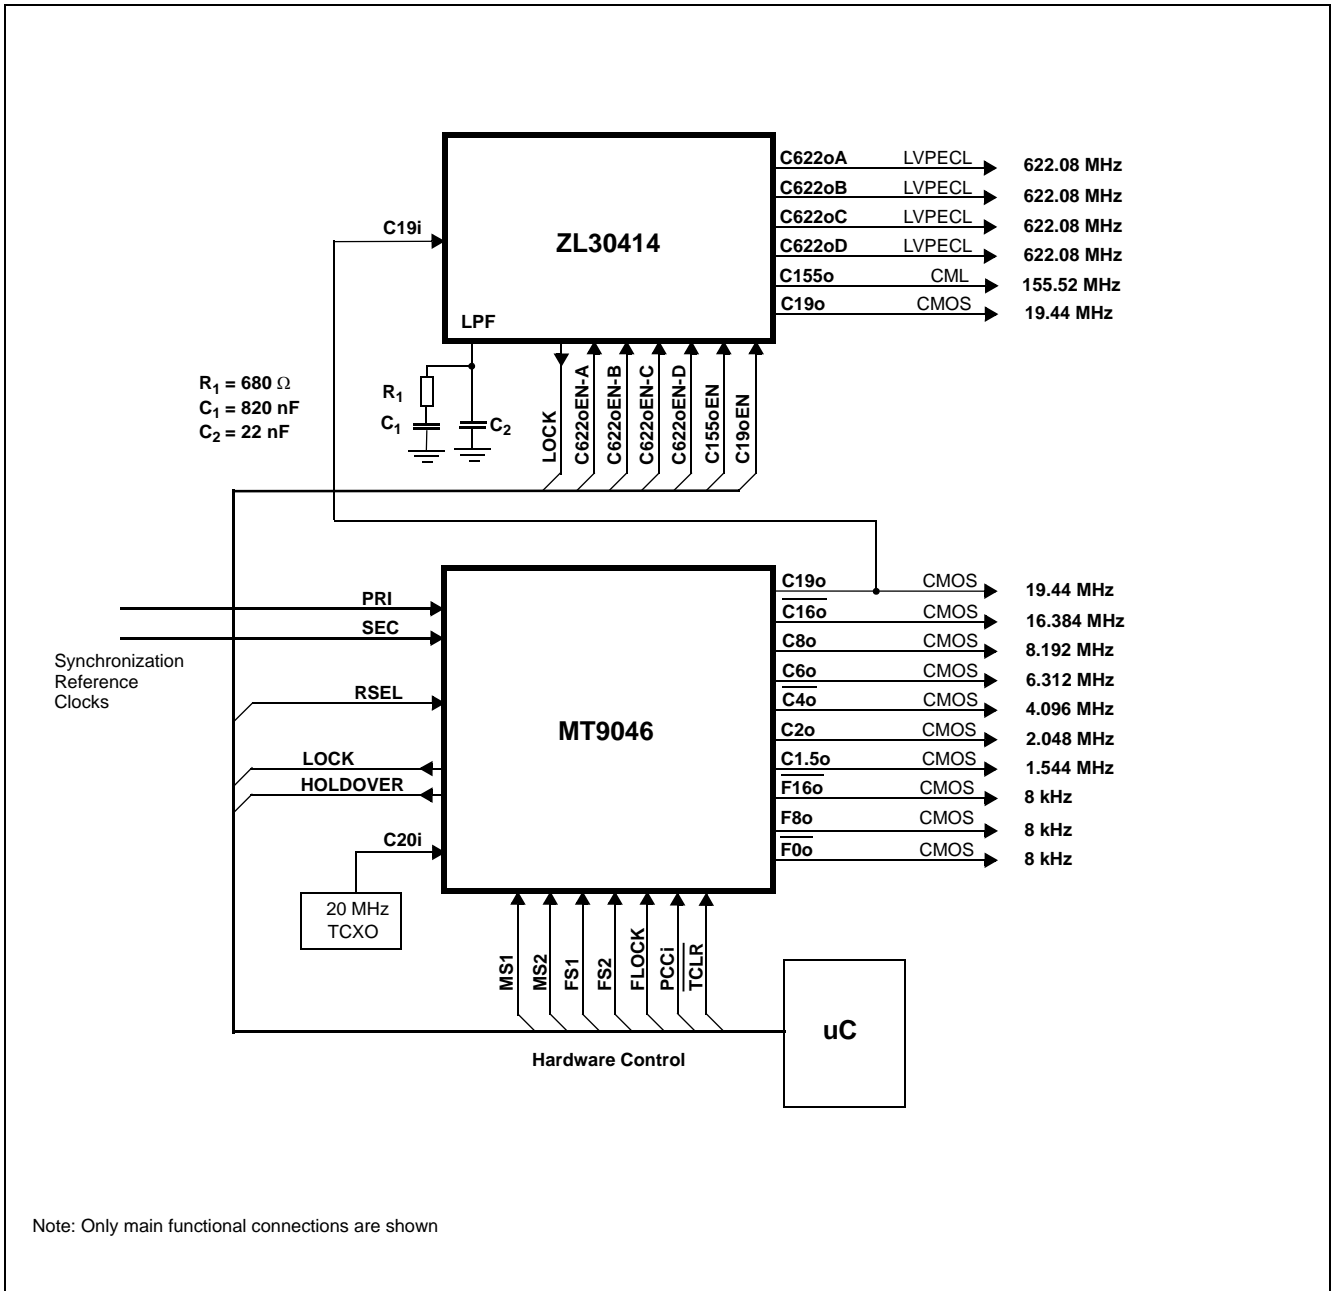 ZL30414
C19i
LPF
C622oA LVPECL 622.08 MHz
C622oB LVPECL 622.08 MHz
C622oC LVPECL 622.08 MHz
C622oD LVPECL 622.08 MHz
C155o CML 155.52 MHz
C19o CMOS 19.44 MHz
R1 = 680 Ω
C1 = 820 nF
C2 = 22 nF
R1
C1
C2
LOCK
C622oEN-A
C622oEN-B
C622oEN-C
C622oEN-D
C155oEN
C19oEN
MT9046
PRI
SEC
Synchronization
Reference
Clocks
RSEL
LOCK
HOLDOVER
C20i
20 MHz
TCXO
C19o CMOS 19.44 MHz
C16o CMOS 16.384 MHz
C8o CMOS 8.192 MHz
C6o CMOS 6.312 MHz
C4o CMOS 4.096 MHz
C2o CMOS 2.048 MHz
C1.5o CMOS 1.544 MHz
F16o CMOS 8 kHz
F8o CMOS 8 kHz
F0o CMOS 8 kHz
MS1
MS2
FS1
FS2
FLOCK
PCCi
TCLR
uC
Hardware Control
Note: Only main functional connections are shown